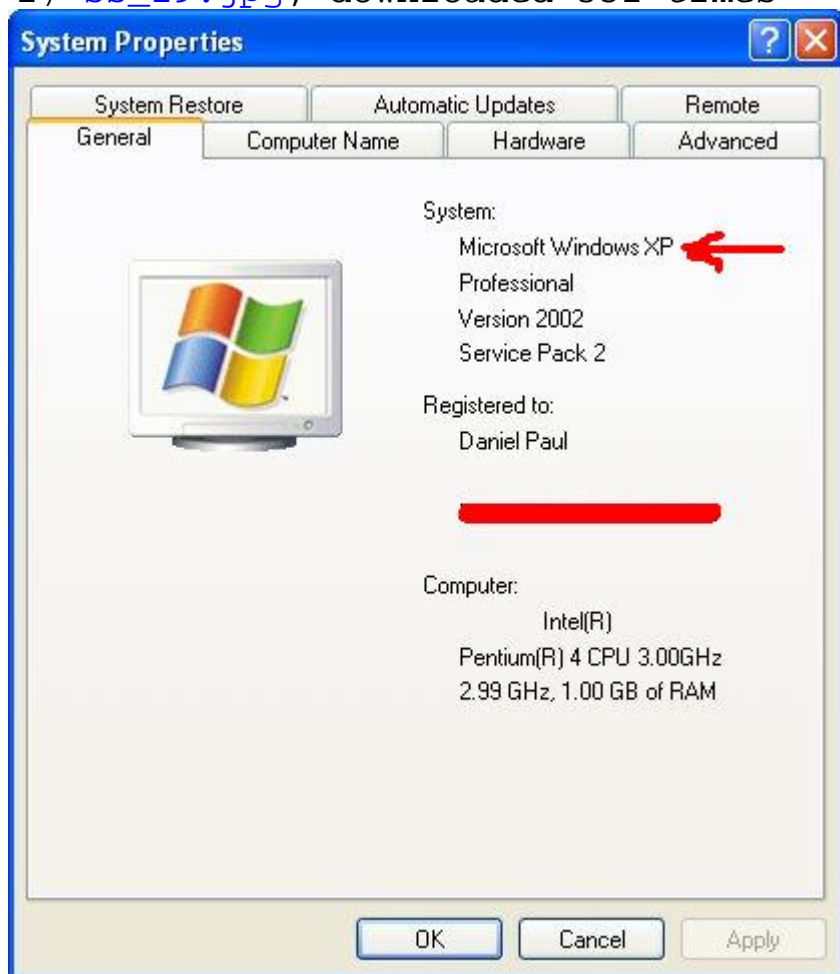 System Properties
System Restore Automatic Updates Remote
General Computer Name Hardware Advanced
System:
Microsoft Windows XP
Professional
Version 2002
Service Pack 2
Registered to:
Daniel Paul
Computer:
Intel(R)
Pentium(R) 4 CPU 3.00GHz
2.99 GHz, 1.00 GB of RAM
OK Cancel Apply